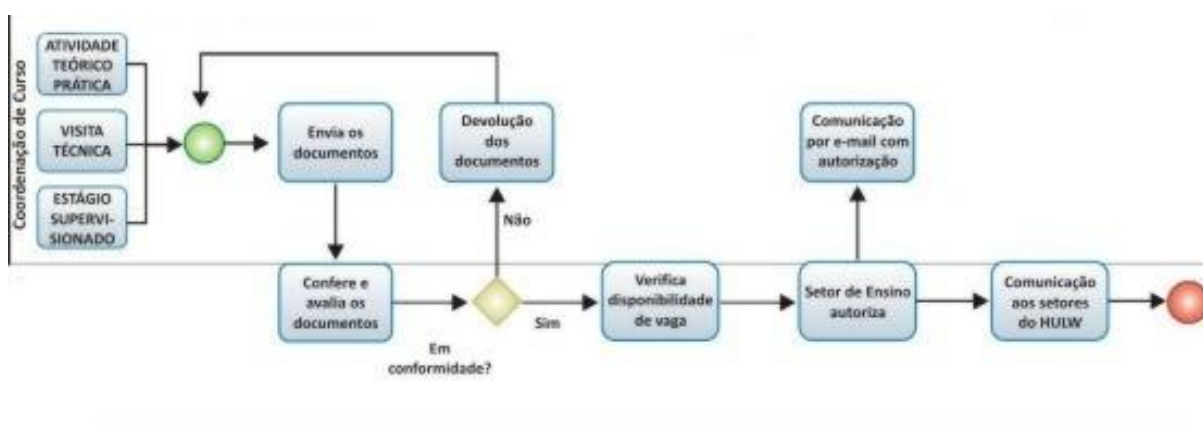 Coordenação de Curso
ATIVIDADE
TEÓRICO
PRÁTICA
VISITA
TÉCNICA
ESTÁGIO
SUPERVI-
SIONADO
Envia os
documentos
Devolução
dos
documentos
Comunicação
por e-mail com
autorização
Não
Confere e
avalia os
documentos
Em
conformidade?
Sim
Verifica
disponibilidade
de vaga
Setor de Ensino
autoriza
Comunicação
aos setores
do HULW